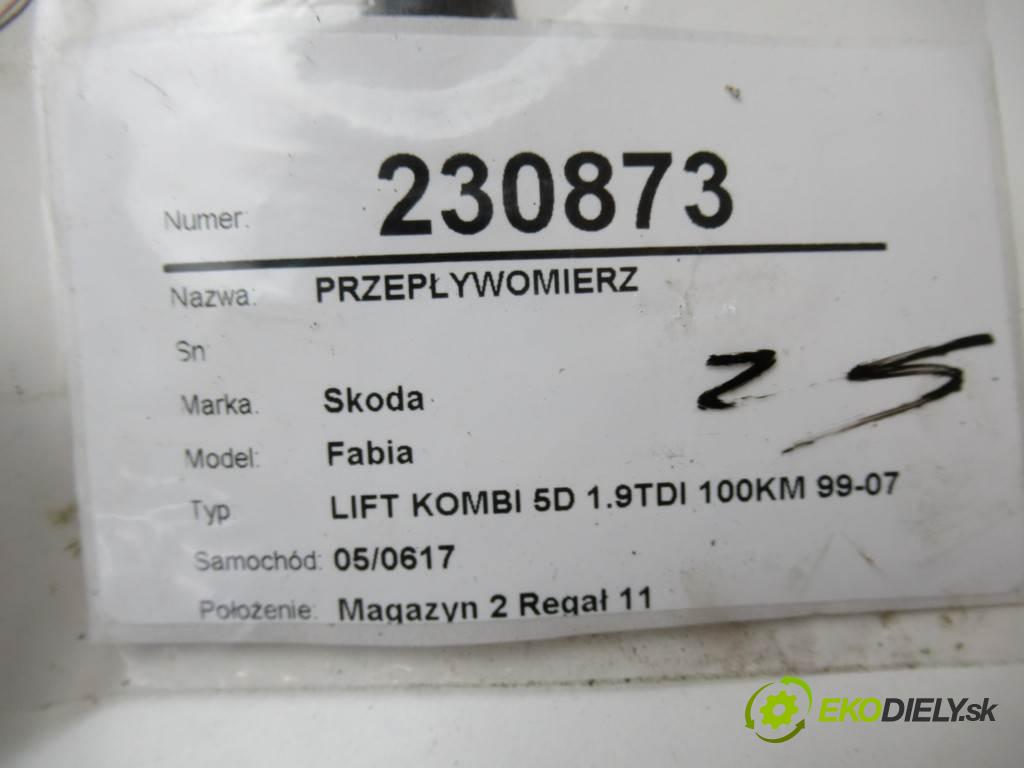 Numer: 230873
Nazwa: PRZEPŁYWOMIERZ
Sn
Marka. Skoda
Model: Fabia
Typ LIFT KOMBI 5D 1.9TDI 100KM 99-07
Samochód: 05/0617
Położenie: Magazyn 2 Regał 11
25
EKODIELY.sk